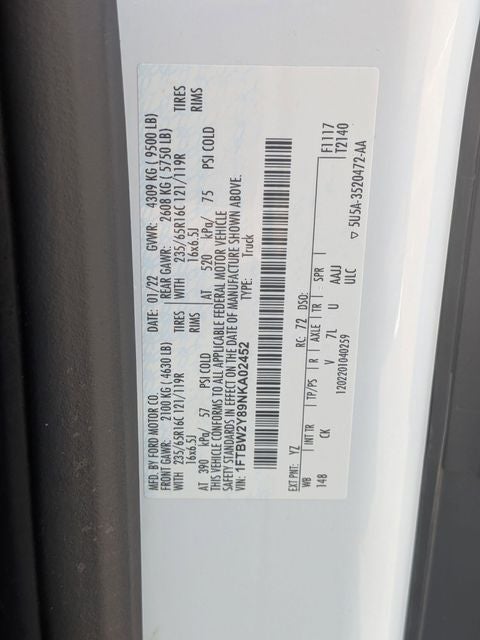 MFD. BY FORD MOTOR CO.
DATE: 01/22 GVWR: 4309 KG ( 9500 LB)
FRONT GAWR: 2100 KG ( 4630 LB) REAR GAWR: 2608 KG ( 5750 LB)
WITH 235/65R16C 121/119R TIRES WITH 235/65R16C 121/119R TIRES
16x6.5J RIMS 16x6.5J RIMS
AT 390 kPa/ 57 PSI COLD AT 520 kPa/ 75 PSI COLD
THIS VEHICLE CONFORMS TO ALL APPLICABLE FEDERAL MOTOR VEHICLE
SAFETY STANDARDS IN EFFECT ON THE DATE OF MANUFACTURE SHOWN ABOVE.
VIN: 1FTBW2Y89NKA02452 TYPE: Truck
EXT PNT: YZ RC: 72 DSO: F1117
WB INT TR TP/PS R AXLE TR SPR T2140
148 CK V 7L U AAJJ
1202201040259 ULC
▽ 5U5A-3520472-AA